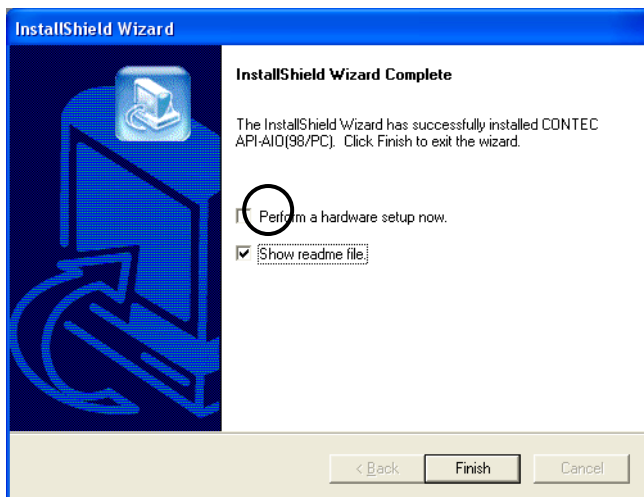 InstallShield Wizard
InstallShield Wizard Complete
The InstallShield Wizard has successfully installed CONTEC
API-AIO(98/PC). Click Finish to exit the wizard.
Perform a hardware setup now.
Show readme file.
< Back
Finish
Cancel